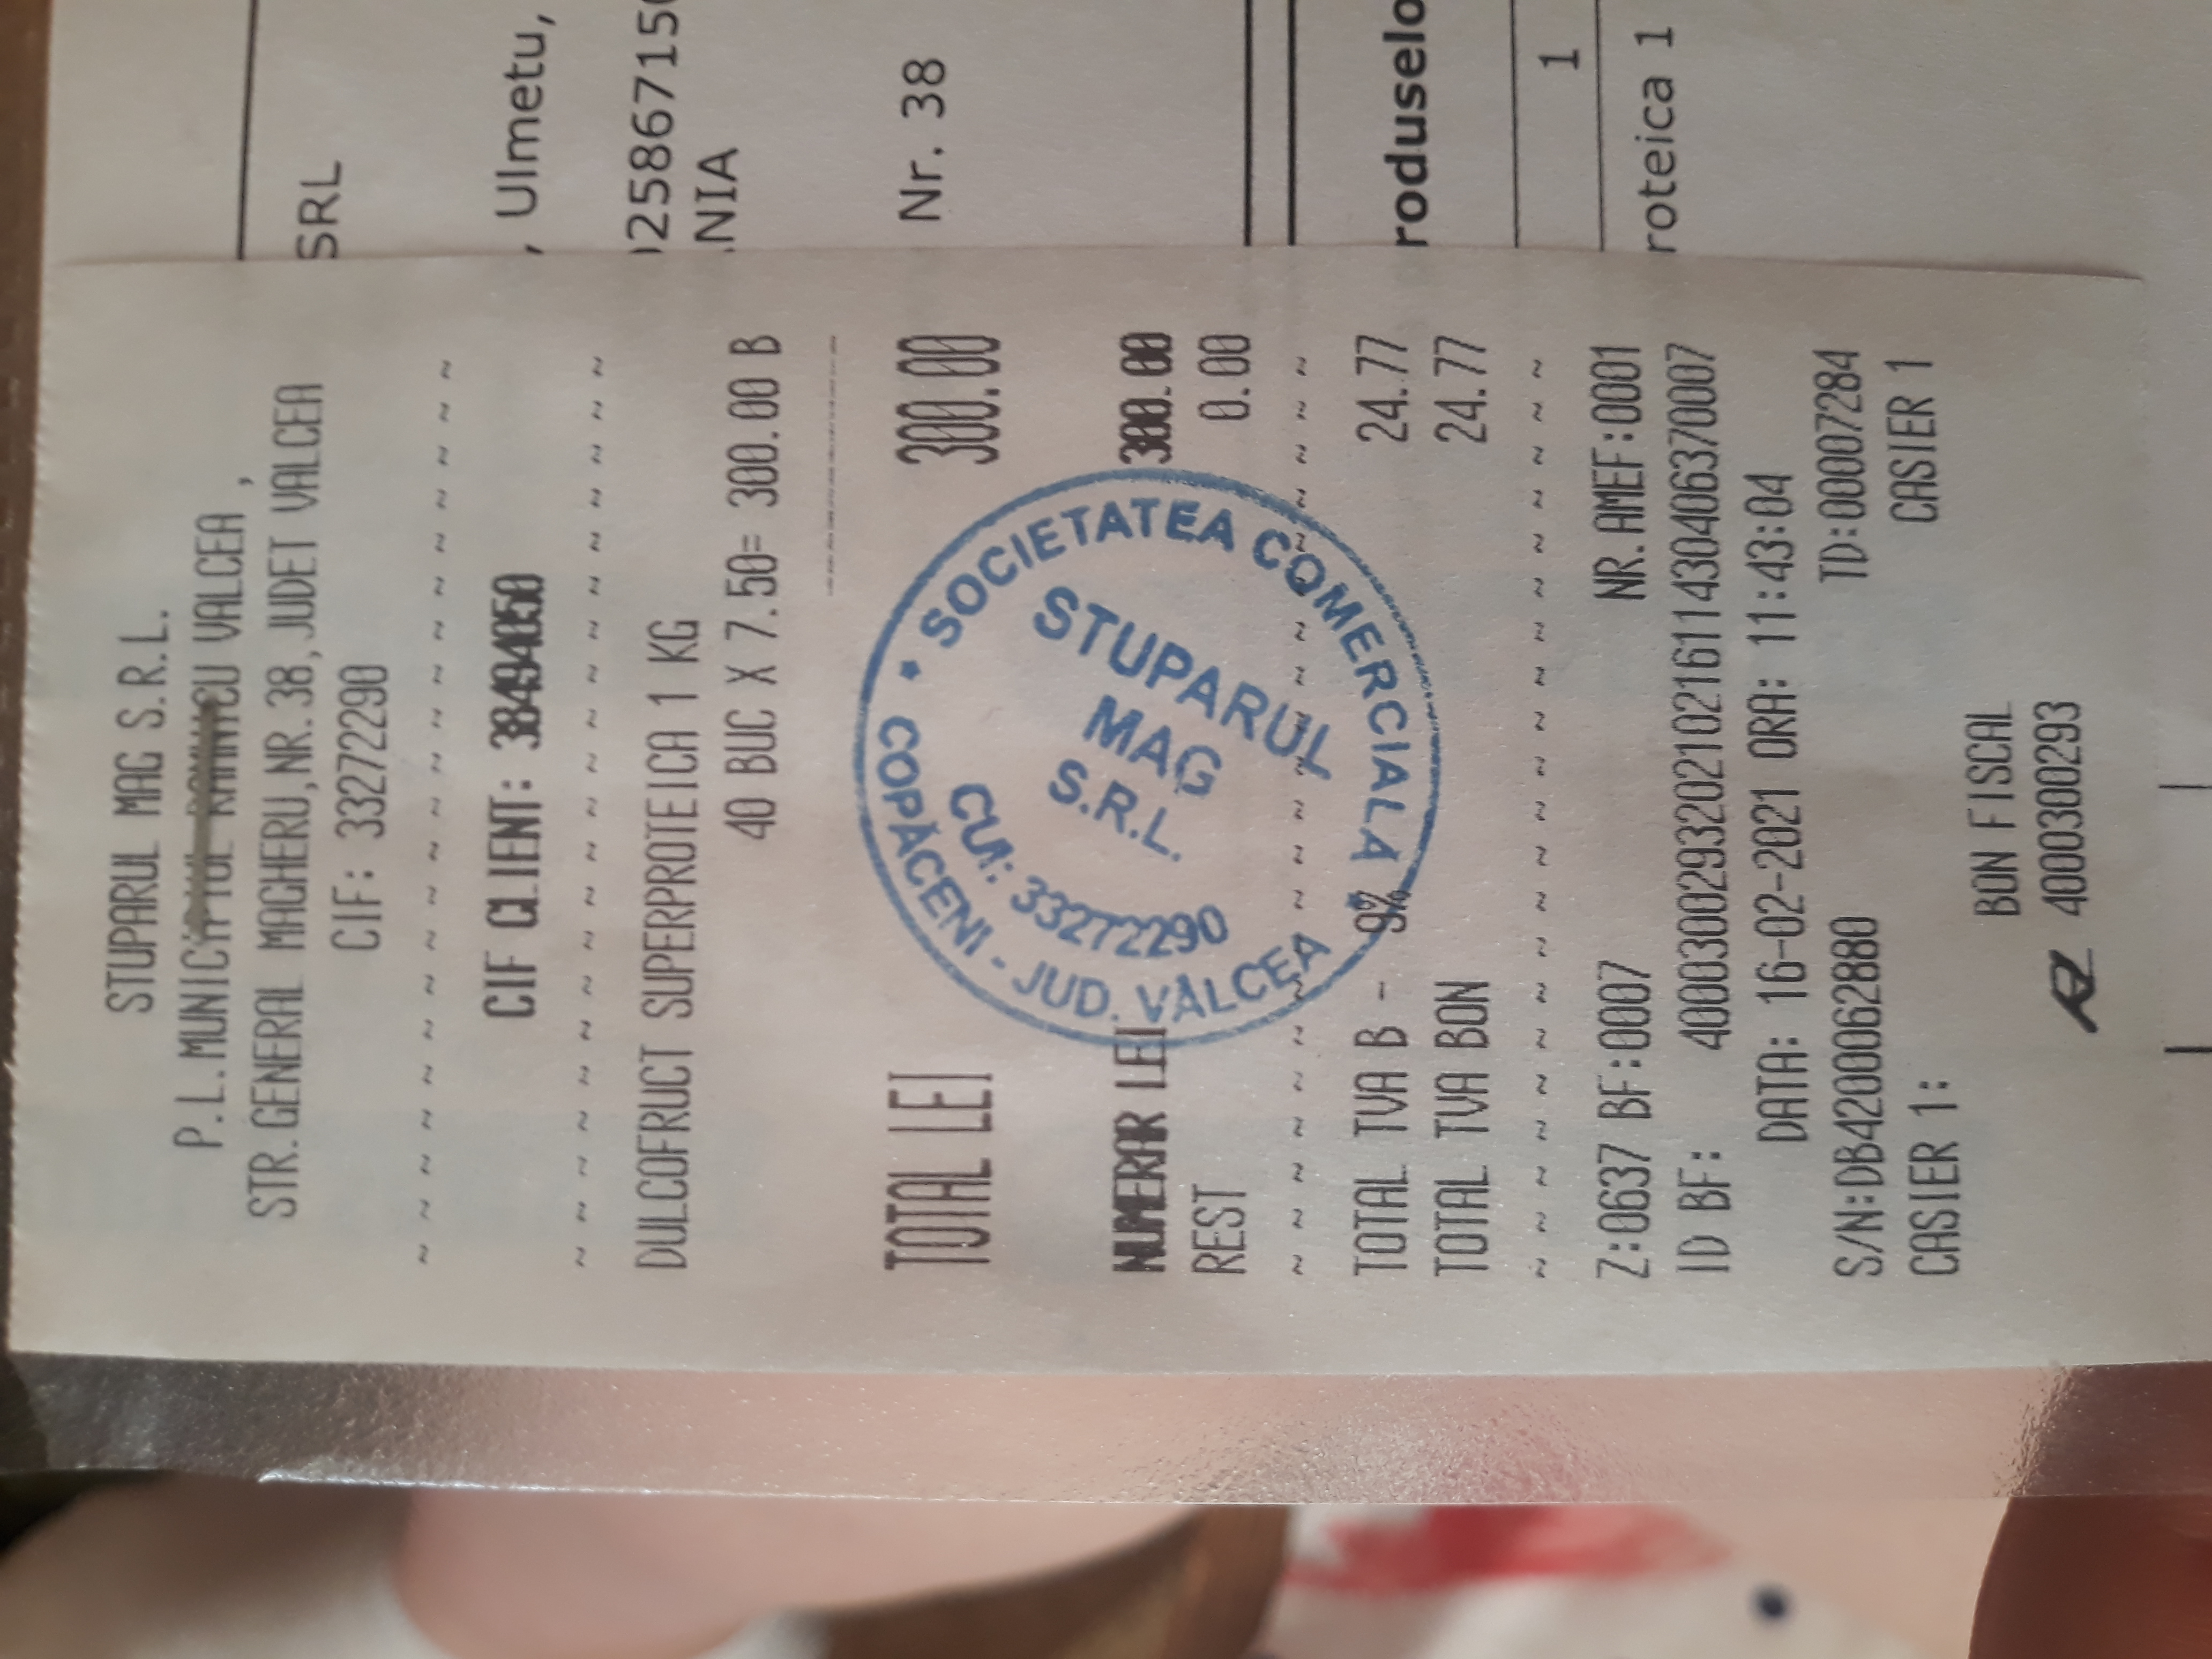 STUPARUL MAG S.R.L.
P.L.MUNICIPIUL RAMNICU VALCEA ,
STR.GENERAL MAGHERU,NR.38,JUDET VALCEA
CIF: 33272290
CIF CLIENT: 38494050
DULCOFRUCT SUPERPROTEICA 1 KG
40 BUC X 7.50= 300.00 B
TOTAL LEI 300.00
NUMERAR LEI 300.00
REST 0.00
TOTAL TVA B - 9% 24.77
TOTAL TVA BON 24.77
Z:0637 BF:0007 NR.AMEF:0001
ID BF: 40003002932021021611430406370007
DATA: 16-02-2021 ORA: 11:43:04
S/N:DB4200062880 TD:00007284
CASIER 1: CASIER 1
BON FISCAL
4000300293
SOCIETATEA COMERCIALĂ
STUPARUL
MAG
S.R.L.
CUI: 33272290
COPĂCENI - JUD. VÂLCEA
SRL
, Ulmetu,
NIA
Nr. 38
roduselo
1
roteica 1